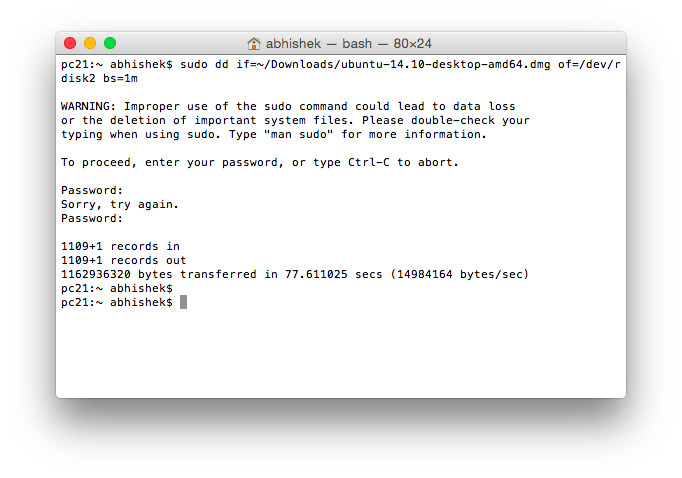 abhishek — bash — 80×24
pc21:~ abhishek$ sudo dd if=~/Downloads/ubuntu-14.10-desktop-amd64.dmg of=/dev/r
disk2 bs=1m
WARNING: Improper use of the sudo command could lead to data loss
or the deletion of important system files. Please double-check your
typing when using sudo. Type "man sudo" for more information.
To proceed, enter your password, or type Ctrl-C to abort.
Password:
Sorry, try again.
Password:
1109+1 records in
1109+1 records out
1162936320 bytes transferred in 77.611025 secs (14984164 bytes/sec)
pc21:~ abhishek$
pc21:~ abhishek$